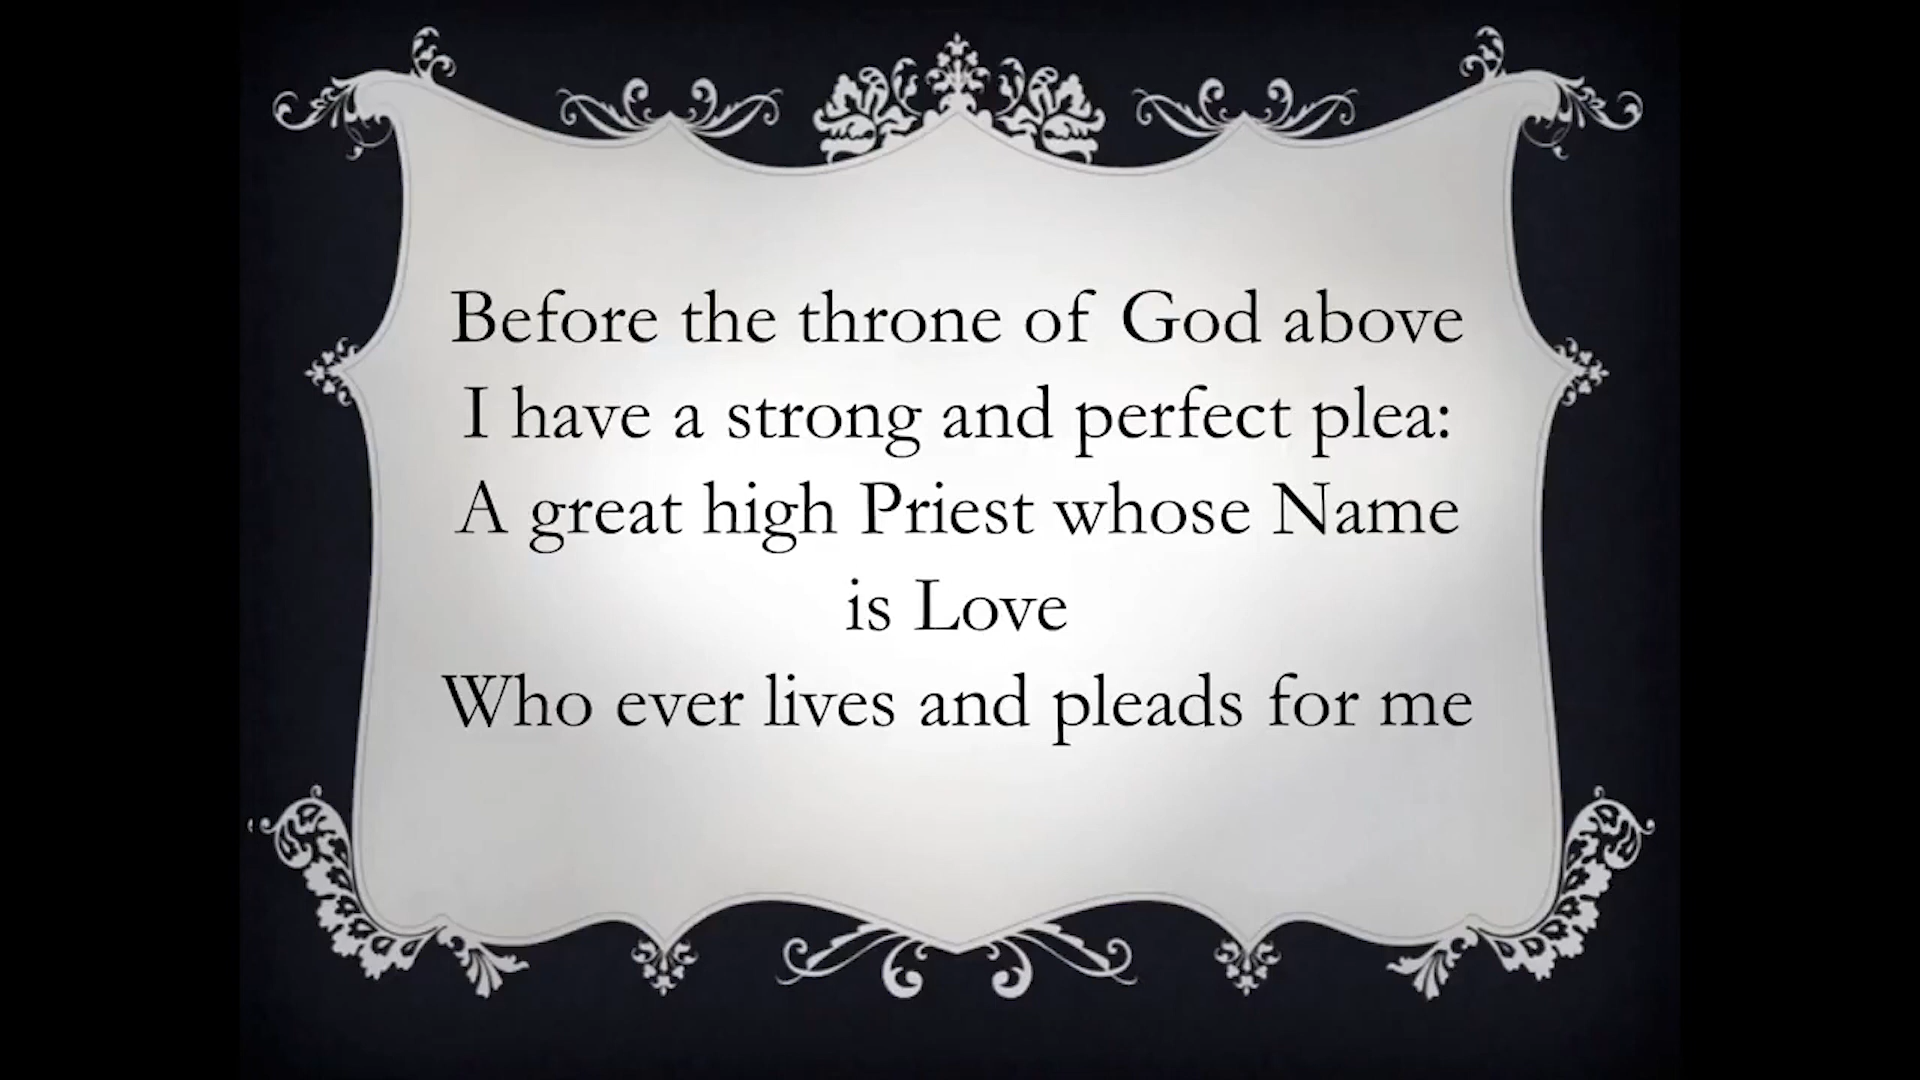 Before the throne of God above
I have a strong and perfect plea:
A great high Priest whose Name
is Love
Who ever lives and pleads for me